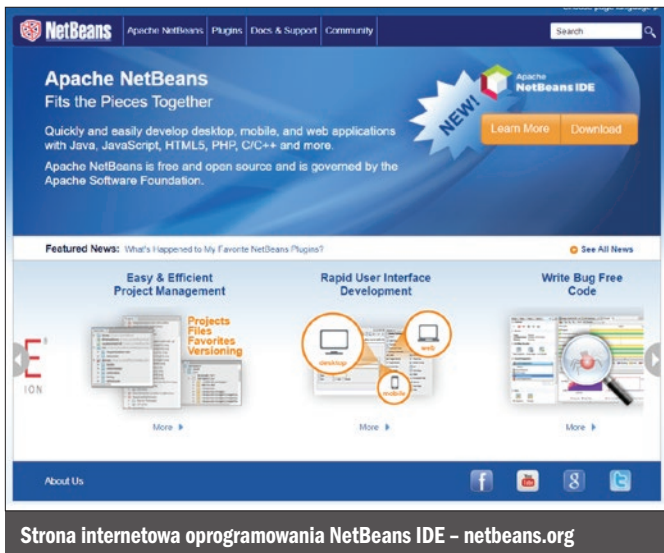 NetBeans
Apache NetBeans Plugins Docs & Support Community
Search
Apache NetBeans
Fits the Pieces Together
Quickly and easily develop desktop, mobile, and web applications
with Java, JavaScript, HTML5, PHP, C/C++ and more.
Apache NetBeans is free and open source and is governed by the
Apache Software Foundation.
NEW!
Apache
NetBeans IDE
Learn More Download
Featured News: What's Happened to My Favorite NetBeans Plugins?
See All News
Easy & Efficient
Project Management
Projects
Files
Favorites
Versioning
More
Rapid User Interface
Development
desktop
web
mobile
More
Write Bug Free
Code
More
E
ION
About Us
Strona internetowa oprogramowania NetBeans IDE – netbeans.org